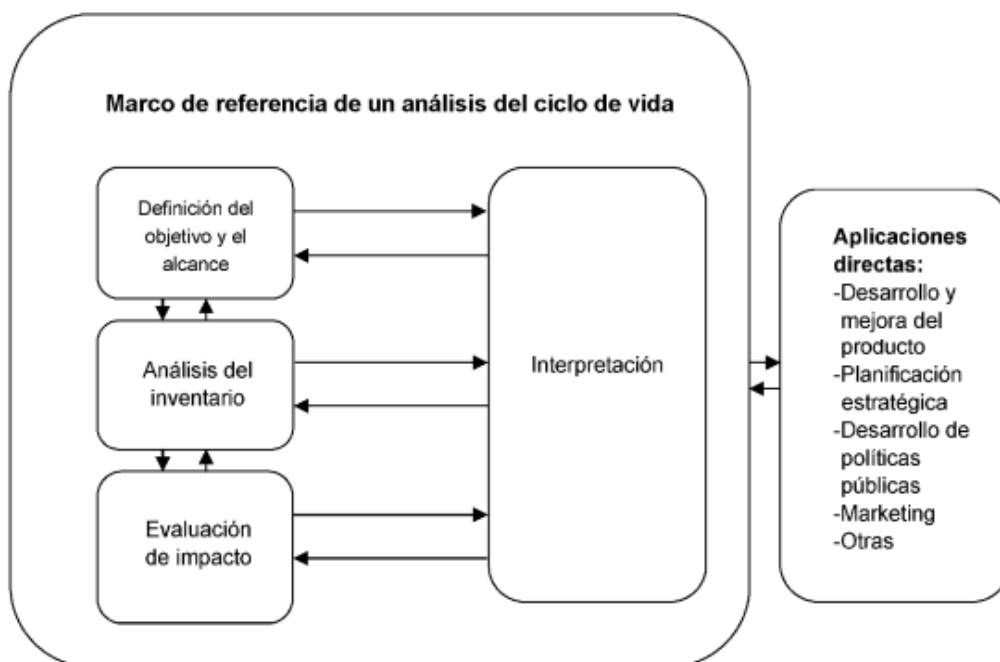 Marco de referencia de un análisis del ciclo de vida
Definición del
objetivo y el
alcance
Análisis del
inventario
Evaluación
de impacto
Interpretación
Aplicaciones
directas:
-Desarrollo y
mejora del
producto
-Planificación
estratégica
-Desarrollo de
políticas
públicas
-Marketing
-Otras